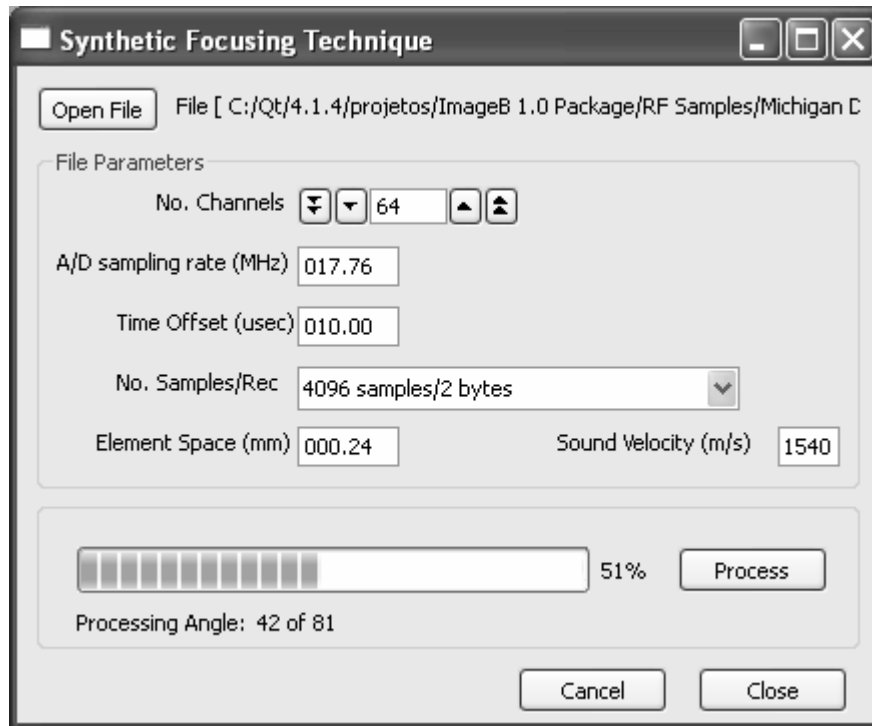 Synthetic Focusing Technique
Open File File [ C:/Qt/4.1.4/projetos/ImageB 1.0 Package/RF Samples/Michigan D
File Parameters
No. Channels 64
A/D sampling rate (MHz) 017.76
Time Offset (usec) 010.00
No. Samples/Rec 4096 samples/2 bytes
Element Space (mm) 000.24 Sound Velocity (m/s) 1540
51% Process
Processing Angle: 42 of 81
Cancel Close